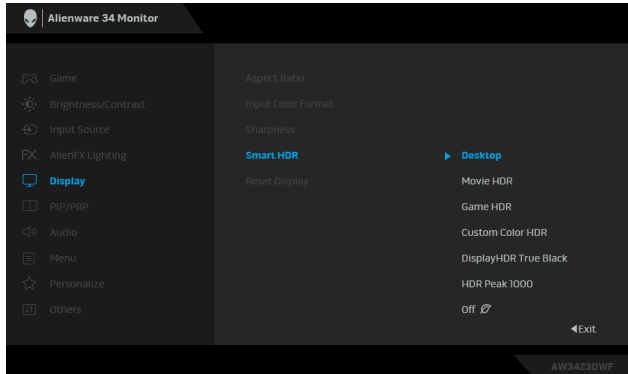 Alienware 34 Monitor
Game
Brightness/Contrast
Input Source
AlienFX Lighting
Display
PIP/PBP
Audio
Menu
Personalize
Others
Aspect Ratio
Input Color Format
Sharpness
Smart HDR
Reset Display
Desktop
Movie HDR
Game HDR
Custom Color HDR
DisplayHDR True Black
HDR Peak 1000
Off
Exit
AW3423DWF